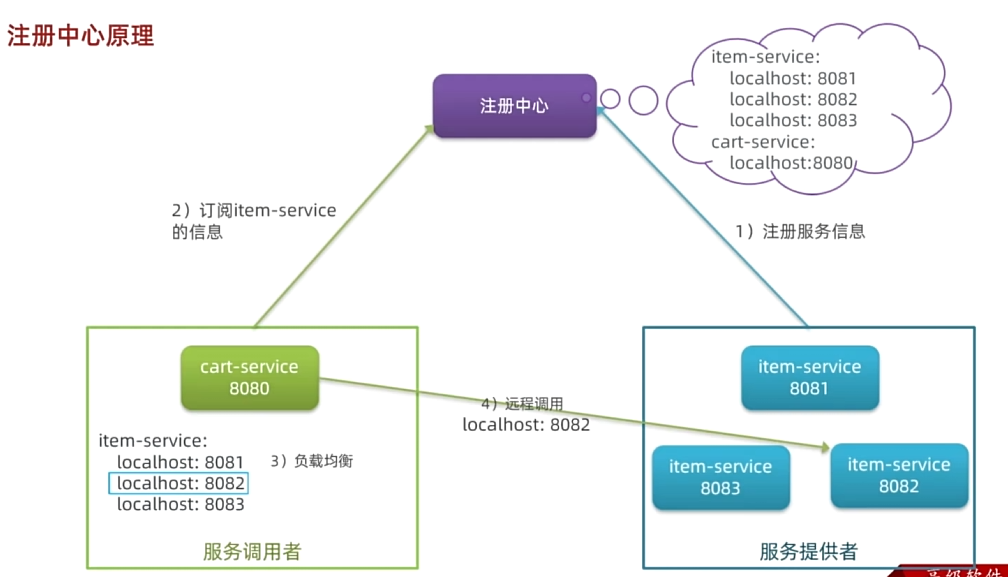 注册中心原理
注册中心
item-service:
localhost: 8081
localhost: 8082
localhost: 8083
cart-service:
localhost:8080
2）订阅item-service
的信息
1）注册服务信息
cart-service
8080
item-service:
localhost: 8081
localhost: 8082
localhost: 8083
3）负载均衡
服务调用者
4）远程调用
localhost: 8082
item-service
8081
item-service
8083
item-service
8082
服务提供者
高级软件